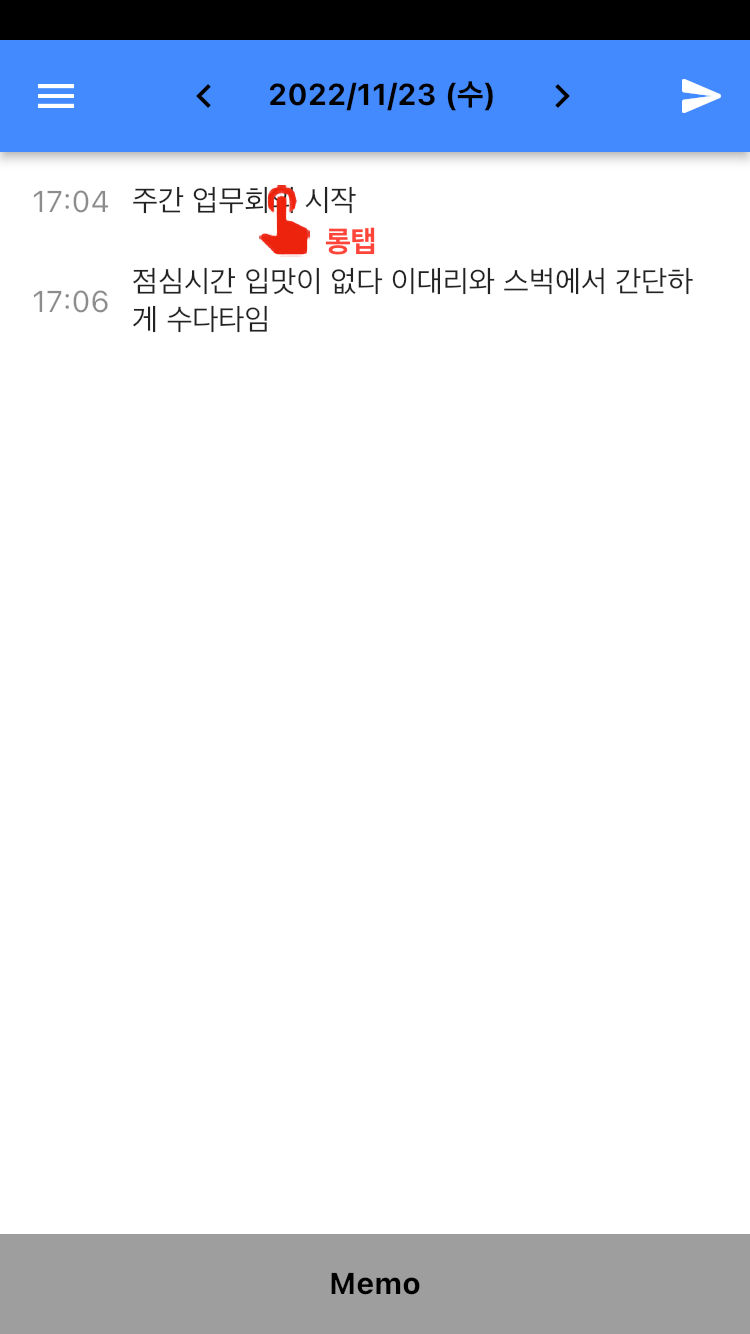 2022/11/23 (수)
17:04 주간 업무회의 시작
롱탭
17:06 점심시간 입맛이 없다 이대리와 스벅에서 간단하
게 수다타임
Memo